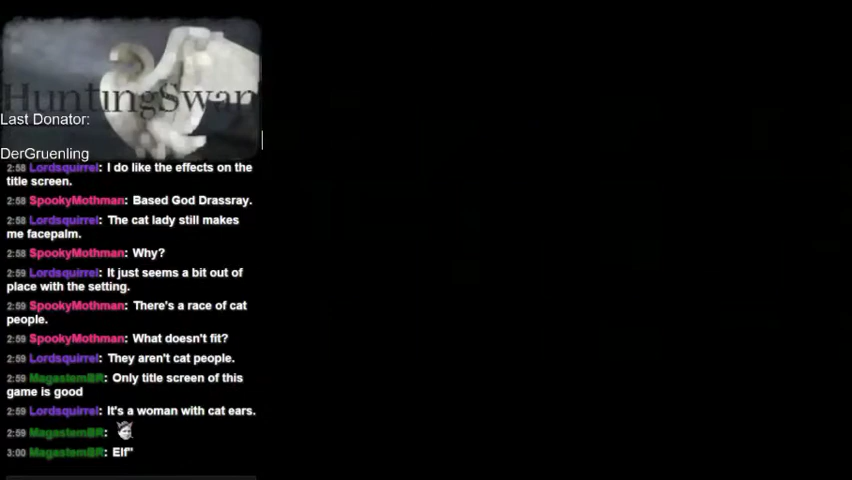 HuntingSwan
Last Donator:
DerGruenling
2:58 Lordsquirrel: I do like the effects on the
title screen.
2:58 SpookyMothman: Based God Drassray.
2:58 Lordsquirrel: The cat lady still makes
me facepalm.
2:58 SpookyMothman: Why?
2:59 Lordsquirrel: It just seems a bit out of
place with the setting.
2:59 SpookyMothman: There's a race of cat
people.
2:59 SpookyMothman: What doesn't fit?
2:59 Lordsquirrel: They aren't cat people.
2:59 MagastemBR: Only title screen of this
game is good
2:59 Lordsquirrel: It's a woman with cat ears.
2:59 MagastemBR:
3:00 MagastemBR: Elf"